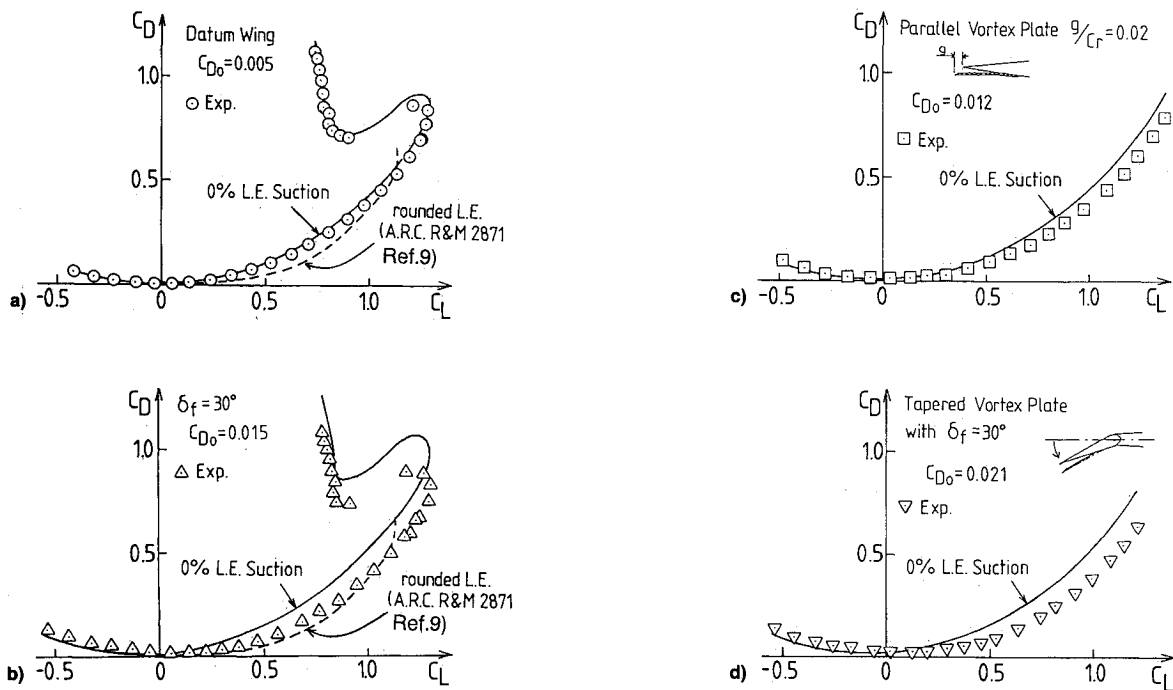 C_D
Datum Wing
C_Do=0.005
⊙ Exp.
1.0
0.5
0% L.E. Suction
rounded L.E.
(A.R.C. R&M 2871
Ref.9)
a)
-0.5
0
0.5
1.0
C_L
C_D
δ_f = 30°
C_Do=0.015
△ Exp.
1.0
0.5
0% L.E. Suction
rounded L.E.
(A.R.C. R&M 2871
Ref.9)
b)
-0.5
0
0.5
1.0
C_L
C_D
Parallel Vortex Plate g/Cr = 0.02
g
1.0
C_Do=0.012
⊡ Exp.
0.5
0% L.E. Suction
c)
-0.5
0
0.5
1.0
C_L
C_D
Tapered Vortex Plate
with δ_f=30°
1.0
C_Do=0.021
▽ Exp.
0.5
0% L.E. Suction
d)
-0.5
0
0.5
1.0
C_L